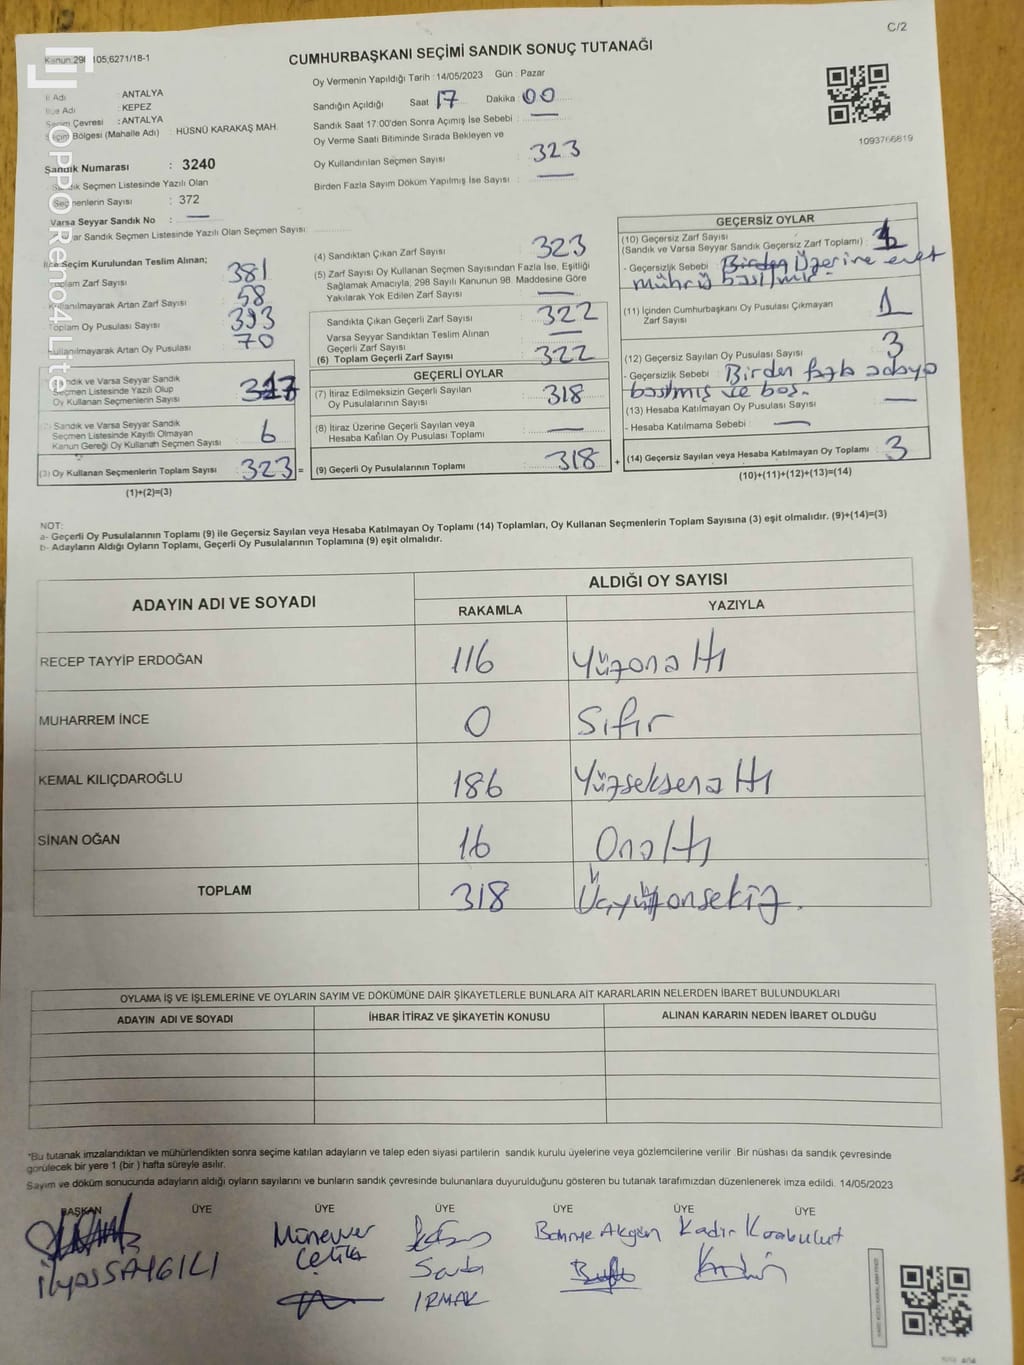 C/2
Kanun:298 105;6271/18-1
CUMHURBAŞKANI SEÇİMİ SANDIK SONUÇ TUTANAĞI
Oy Vermenin Yapıldığı Tarih : 14/05/2023 Gün : Pazar
İl Adı : ANTALYA
İlçe Adı : KEPEZ
Seçim Çevresi : ANTALYA
Seçim Bölgesi (Mahalle Adı) : HÜSNÜ KARAKAŞ MAH.
Sandık Numarası : 3240
Sandık Seçmen Listesinde Yazılı Olan
Seçmenlerin Sayısı : 372
Varsa Seyyar Sandık No : —
Seyyar Sandık Seçmen Listesinde Yazılı Olan Seçmen Sayısı:
Sandığın Açıldığı Saat 17 Dakika 00
Sandık Saat 17:00'den Sonra Açımış İse Sebebi : —
Oy Verme Saati Bitiminde Sırada Bekleyen ve
Oy Kullandırılan Seçmen Sayısı : 323
Birden Fazla Sayım Döküm Yapılmış İse Sayısı : —
1093766819
İlçe Seçim Kurulundan Teslim Alınan;
Toplam Zarf Sayısı 381
Kullanılmayarak Artan Zarf Sayısı 58
Toplam Oy Pusulası Sayısı 393
Kullanılmayarak Artan Oy Pusulası 70
(1) Sandık ve Varsa Seyyar Sandık
Seçmen Listesinde Yazılı Olup
Oy Kullanan Seçmenlerin Sayısı 317
(2) Sandık ve Varsa Seyyar Sandık
Seçmen Listesinde Kayıtlı Olmayan
Kanun Gereği Oy Kullanan Seçmen Sayısı 6
(3) Oy Kullanan Seçmenlerin Toplam Sayısı 323 =
(1)+(2)=(3)
(4) Sandıktan Çıkan Zarf Sayısı 323
(5) Zarf Sayısı Oy Kullanan Seçmen Sayısından Fazla İse, Eşitliği
Sağlamak Amacıyla, 298 Sayılı Kanunun 98. Maddesine Göre
Yakılarak Yok Edilen Zarf Sayısı —
Sandıkta Çıkan Geçerli Zarf Sayısı 322
Varsa Seyyar Sandıktan Teslim Alınan
Geçerli Zarf Sayısı —
(6) Toplam Geçerli Zarf Sayısı 322
GEÇERLİ OYLAR
(7) İtiraz Edilmeksizin Geçerli Sayılan
Oy Pusulalarının Sayısı 318
(8) İtiraz Üzerine Geçerli Sayılan veya
Hesaba Katılan Oy Pusulası Toplamı —
(9) Geçerli Oy Pusulalarının Toplamı 318 +
GEÇERSİZ OYLAR
(10) Geçersiz Zarf Sayısı
(Sandık ve Varsa Seyyar Sandık Geçersiz Zarf Toplamı) : 1
- Geçersizlik Sebebi : Birden Üzerine evet
mührü basılmış
(11) İçinden Cumhurbaşkanı Oy Pusulası Çıkmayan
Zarf Sayısı 1
(12) Geçersiz Sayılan Oy Pusulası Sayısı 3
- Geçersizlik Sebebi : Birden fazla adaya
basılmış ve boş.
(13) Hesaba Katılmayan Oy Pusulası Sayısı —
- Hesaba Katılmama Sebebi : —
(14) Geçersiz Sayılan veya Hesaba Katılmayan Oy Toplamı : 3
(10)+(11)+(12)+(13)=(14)
NOT:
a- Geçerli Oy Pusulalarının Toplamı (9) ile Geçersiz Sayılan veya Hesaba Katılmayan Oy Toplamı (14) Toplamları, Oy Kullanan Seçmenlerin Toplam Sayısına (3) eşit olmalıdır. (9)+(14)=(3)
b- Adayların Aldığı Oyların Toplamı, Geçerli Oy Pusulalarının Toplamına (9) eşit olmalıdır.
ADAYIN ADI VE SOYADI ALDIĞI OY SAYISI
RAKAMLA YAZIYLA
RECEP TAYYİP ERDOĞAN 116 Yüzonaltı
MUHARREM İNCE 0 Sıfır
KEMAL KILIÇDAROĞLU 186 Yüzseksenaltı
SİNAN OĞAN 16 Onaltı
TOPLAM 318 Üçyüzonsekiz.
OYLAMA İŞ VE İŞLEMLERİNE VE OYLARIN SAYIM VE DÖKÜMÜNE DAİR ŞİKAYETLERLE BUNLARA AİT KARARLARIN NELERDEN İBARET BULUNDUKLARI
ADAYIN ADI VE SOYADI İHBAR İTİRAZ VE ŞİKAYETİN KONUSU ALINAN KARARIN NEDEN İBARET OLDUĞU
*Bu tutanak imzalandıktan ve mühürlendikten sonra seçime katılan adayların ve talep eden siyasi partilerin sandık kurulu üyelerine veya gözlemcilerine verilir. Bir nüshası da sandık çevresinde
görülecek bir yere 1 (bir ) hafta süreyle asılır.
Sayım ve döküm sonucunda adayların aldığı oyların sayılarını ve bunların sandık çevresinde bulunanlara duyurulduğunu gösteren bu tutanak tarafımızdan düzenlenerek imza edildi. 14/05/2023
BAŞKAN ÜYE ÜYE ÜYE ÜYE ÜYE ÜYE
İlyas SAYGILI
Münevver
Çelik
Seda
IRMAK
Bahriye Akgün
Kadir Karabulut
OPPO Reno4 Lite